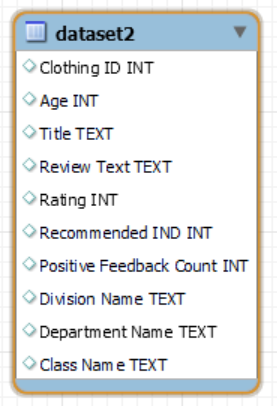 dataset2
Clothing ID INT
Age INT
Title TEXT
Review Text TEXT
Rating INT
Recommended IND INT
Positive Feedback Count INT
Division Name TEXT
Department Name TEXT
Class Name TEXT